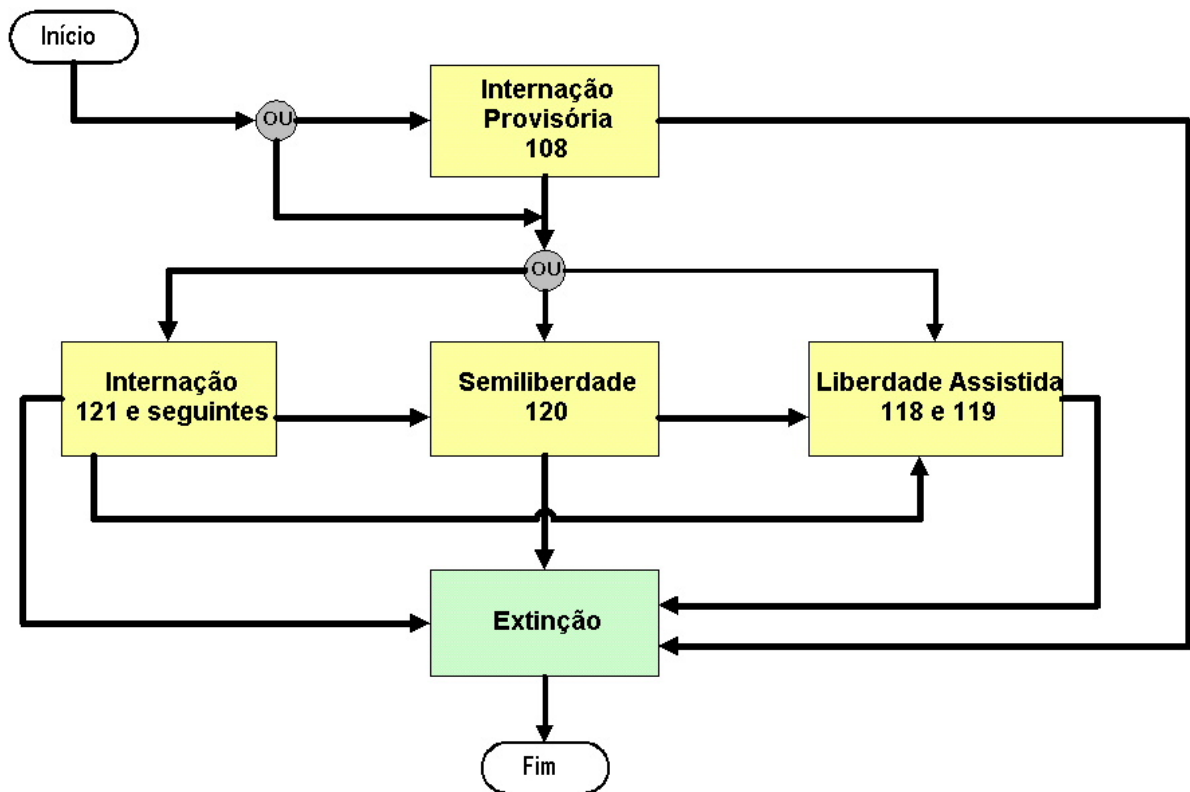 Início
OU
Internação
Provisória
108
OU
Internação
121 e seguintes
Semiliberdade
120
Liberdade Assistida
118 e 119
Extinção
Fim